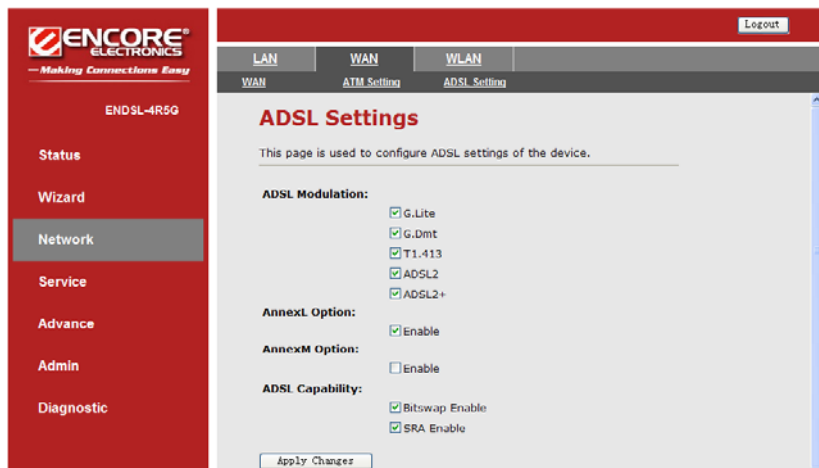 Logout
ENCORE®
ELECTRONICS
Making Connections Easy
ENDSL-4R5G
LAN WAN WLAN
WAN ATM Setting ADSL Setting
Status
Wizard
Network
Service
Advance
Admin
Diagnostic
ADSL Settings
This page is used to configure ADSL settings of the device.
ADSL Modulation:
G.Lite
G.Dmt
T1.413
ADSL2
ADSL2+
AnnexL Option:
Enable
AnnexM Option:
Enable
ADSL Capability:
Bitswap Enable
SRA Enable
Apply Changes